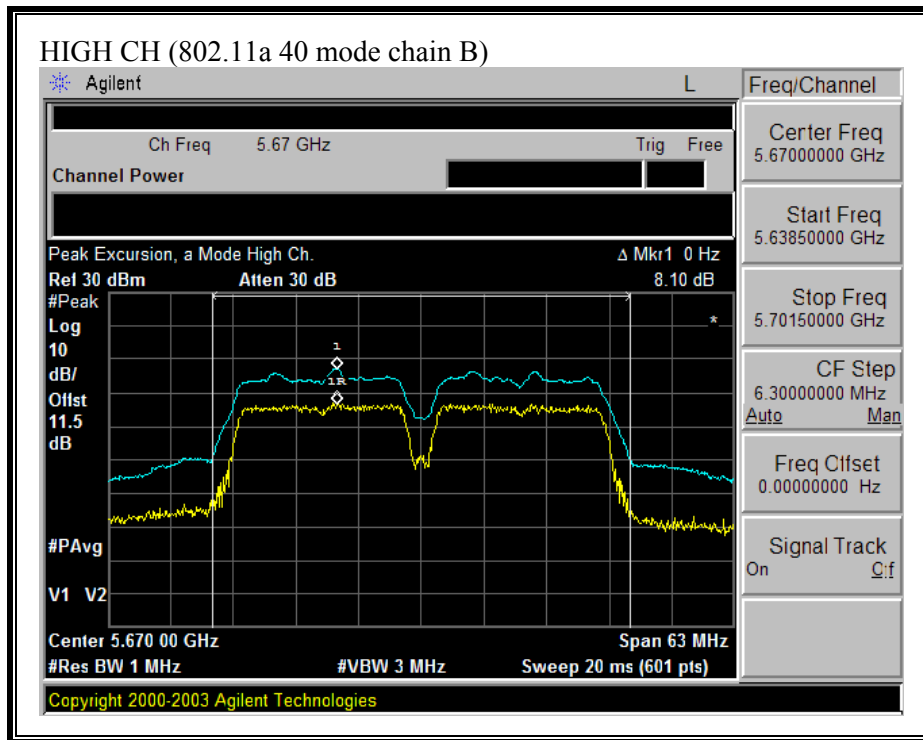 HIGH CH (802.11a 40 mode chain B)
Agilent L Freq/Channel
Ch Freq 5.67 GHz Trig Free
Channel Power
Center Freq
5.67000000 GHz
Start Freq
5.63850000 GHz
Stop Freq
5.70150000 GHz
CF Step
6.30000000 MHz
Auto Man
Freq Offset
0.00000000 Hz
Signal Track
On Off
Peak Excursion, a Mode High Ch. Δ Mkr1 0 Hz
Ref 30 dBm Atten 30 dB 8.10 dB
#Peak
Log
10
dB/
Offst
11.5
dB
1
1R
*
#PAvg
V1 V2
Center 5.670 00 GHz Span 63 MHz
#Res BW 1 MHz #VBW 3 MHz Sweep 20 ms (601 pts)
Copyright 2000-2003 Agilent Technologies